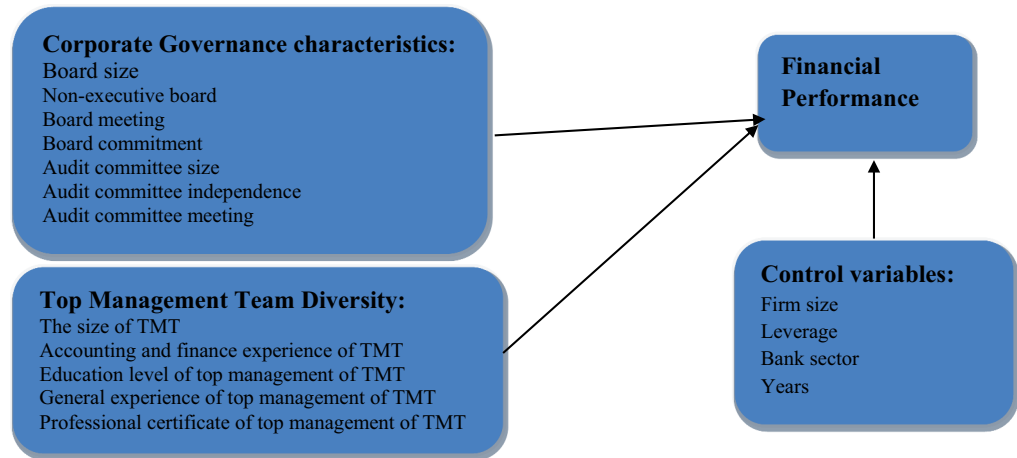 Corporate Governance characteristics:
Board size
Non-executive board
Board meeting
Board commitment
Audit committee size
Audit committee independence
Audit committee meeting
Top Management Team Diversity:
The size of TMT
Accounting and finance experience of TMT
Education level of top management of TMT
General experience of top management of TMT
Professional certificate of top management of TMT
Financial
Performance
Control variables:
Firm size
Leverage
Bank sector
Years